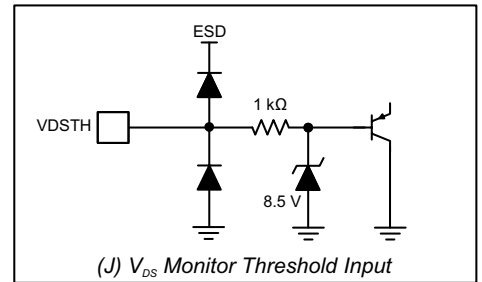 ESD
VDSTH
1 kΩ
8.5 V
(J) V_DS Monitor Threshold Input